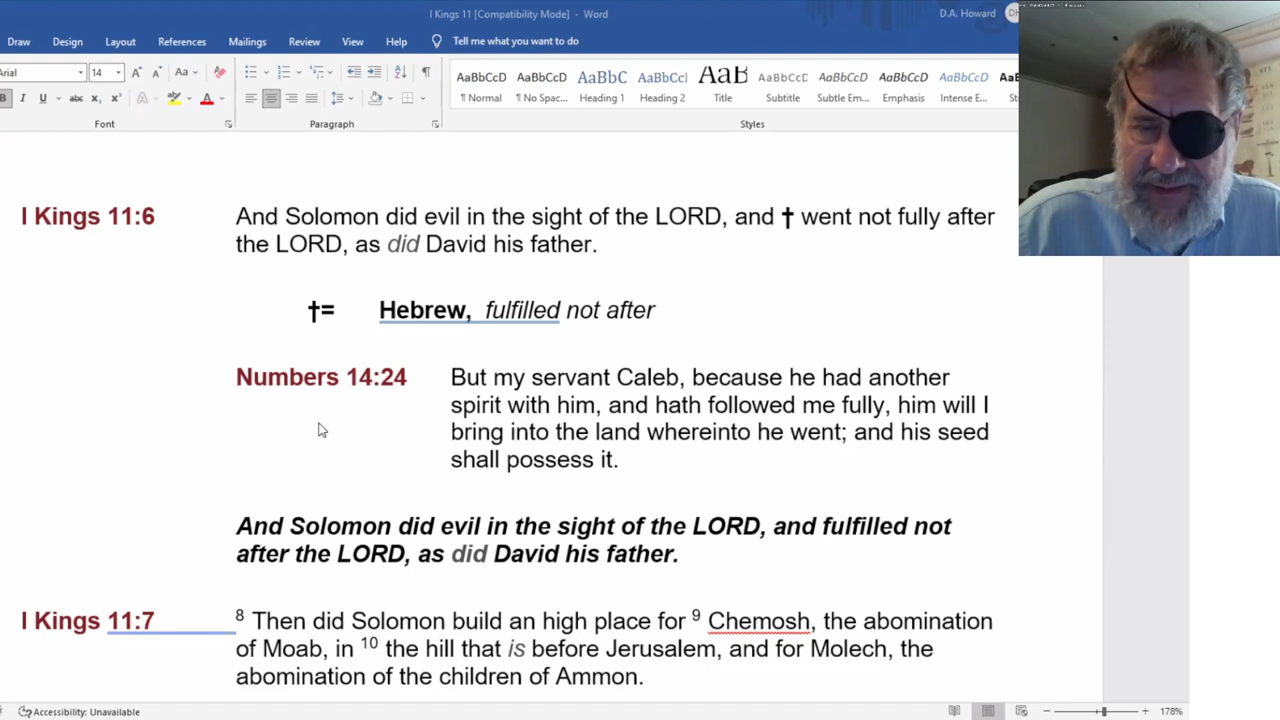 I Kings 11 [Compatibility Mode] - Word
D.A. Howard
Draw Design Layout References Mailings Review View Help Tell me what you want to do
Arial 14 Aa
AaBbCcD AaBbCcD AaBbC AaBbCcI AaB AaBbCcD AaBbCcD AaBbCcD AaBbCcD
¶ Normal ¶ No Spac... Heading 1 Heading 2 Title Subtitle Subtle Em... Emphasis Intense E...
Font Paragraph Styles
I Kings 11:6 And Solomon did evil in the sight of the LORD, and † went not fully after
the LORD, as did David his father.
†= Hebrew, fulfilled not after
Numbers 14:24 But my servant Caleb, because he had another
spirit with him, and hath followed me fully, him will I
bring into the land whereinto he went; and his seed
shall possess it.
And Solomon did evil in the sight of the LORD, and fulfilled not
after the LORD, as did David his father.
I Kings 11:7 8 Then did Solomon build an high place for 9 Chemosh, the abomination
of Moab, in 10 the hill that is before Jerusalem, and for Molech, the
abomination of the children of Ammon.
Accessibility: Unavailable 178%